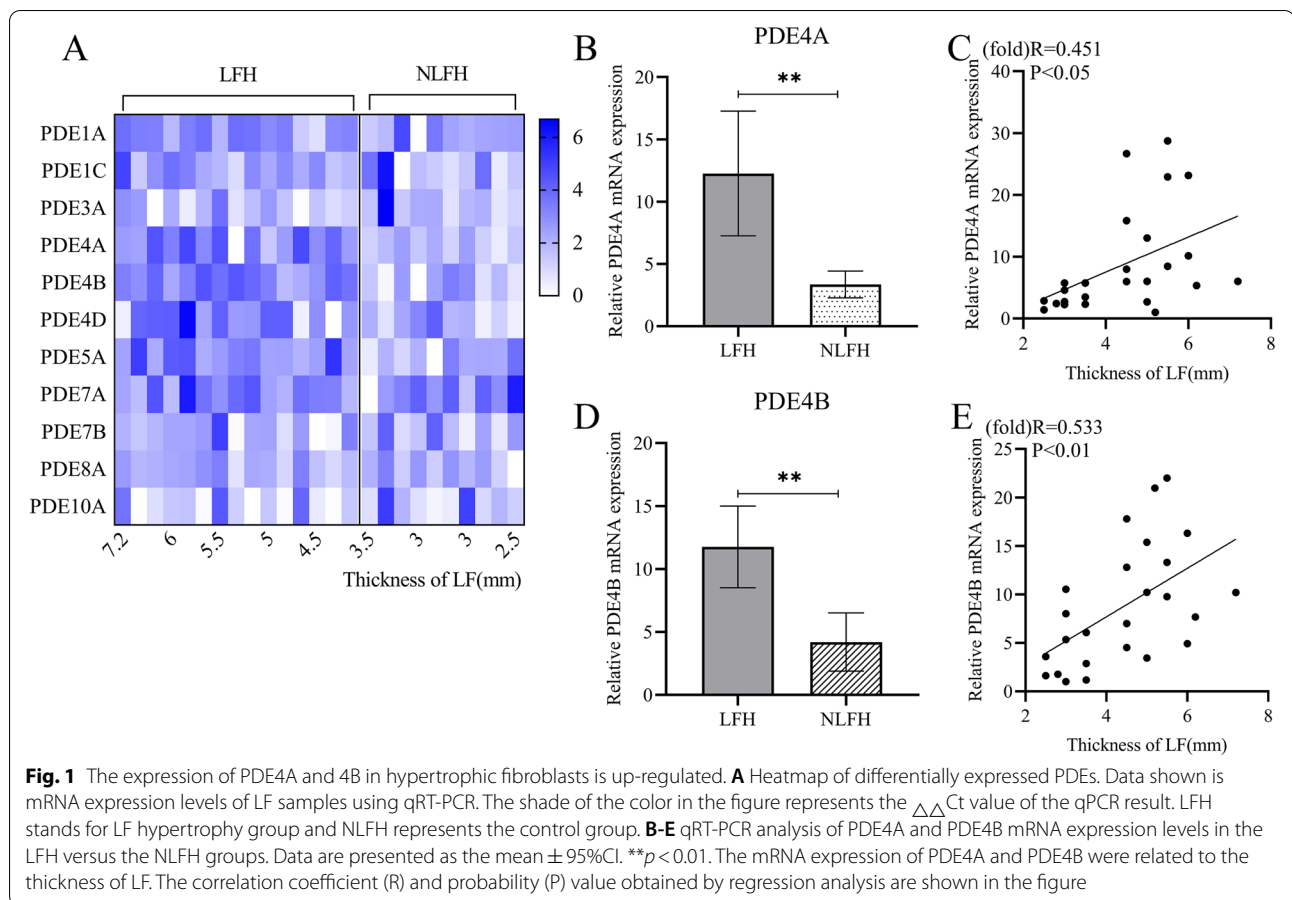 A
LFH
NLFH
PDE1A
PDE1C
PDE3A
PDE4A
PDE4B
PDE4D
PDE5A
PDE7A
PDE7B
PDE8A
PDE10A
6
4
2
0
7.2
6
5.5
5
4.5
3.5
3
3
2.5
Thickness of LF(mm)
B
PDE4A
**
Relative PDE4A mRNA expression
20
15
10
5
0
LFH
NLFH
C
(fold)R=0.451
P<0.05
Relative PDE4A mRNA expression
40
30
20
10
0
2
4
6
8
Thickness of LF(mm)
D
PDE4B
**
Relative PDE4B mRNA expression
20
15
10
5
0
LFH
NLFH
E
(fold)R=0.533
P<0.01
Relative PDE4B mRNA expression
25
20
15
10
5
0
2
4
6
8
Thickness of LF(mm)
Fig. 1 The expression of PDE4A and 4B in hypertrophic fibroblasts is up-regulated. A Heatmap of differentially expressed PDEs. Data shown is
mRNA expression levels of LF samples using qRT-PCR. The shade of the color in the figure represents the △△Ct value of the qPCR result. LFH
stands for LF hypertrophy group and NLFH represents the control group. B-E qRT-PCR analysis of PDE4A and PDE4B mRNA expression levels in the
LFH versus the NLFH groups. Data are presented as the mean ± 95%CI. **p < 0.01. The mRNA expression of PDE4A and PDE4B were related to the
thickness of LF. The correlation coefficient (R) and probability (P) value obtained by regression analysis are shown in the figure